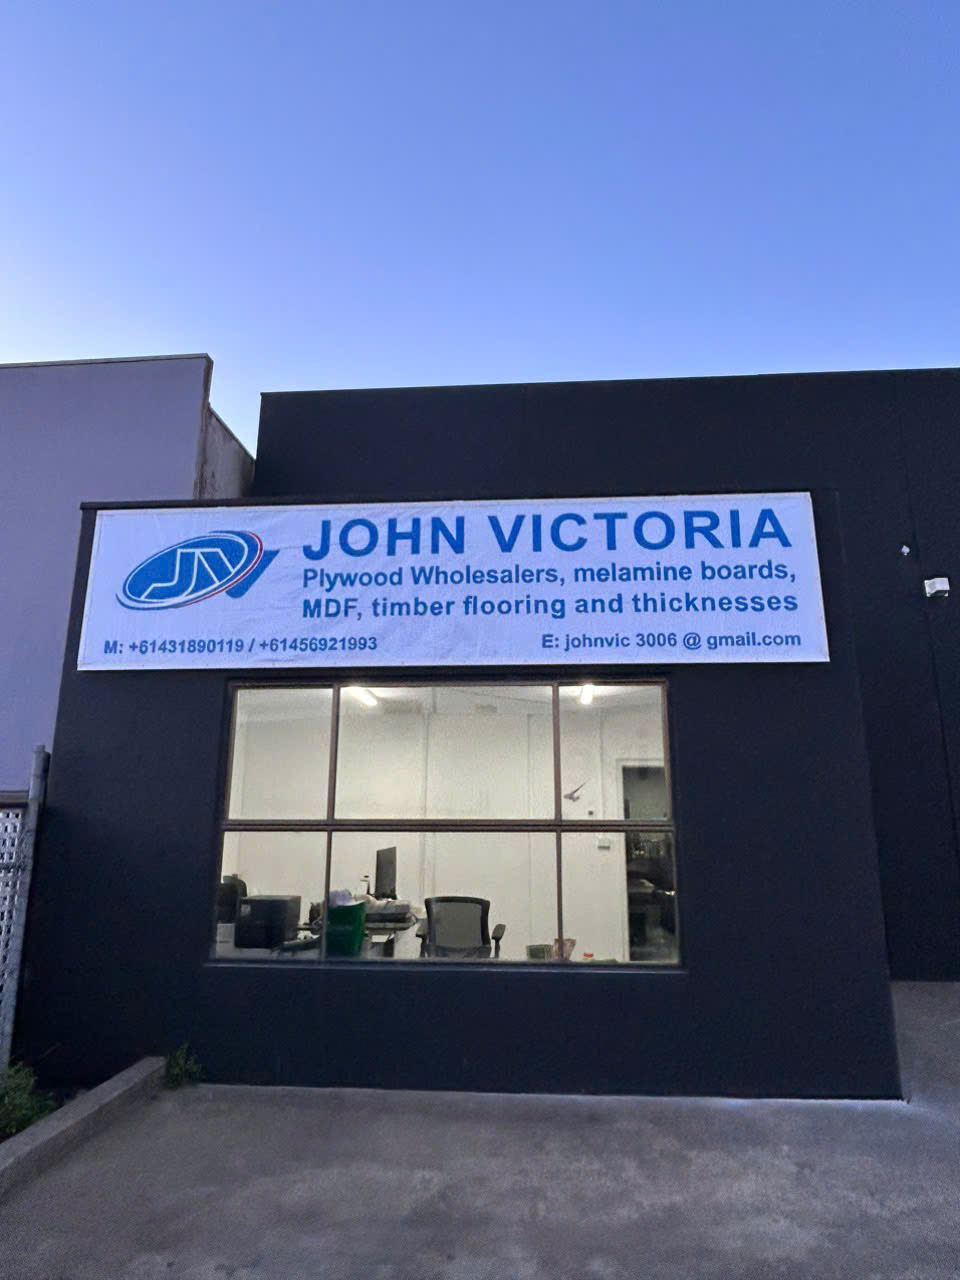 JV
JOHN VICTORIA
Plywood Wholesalers, melamine boards,
MDF, timber flooring and thicknesses
M: +61431890119 / +61456921993
E: johnvic 3006 @ gmail.com